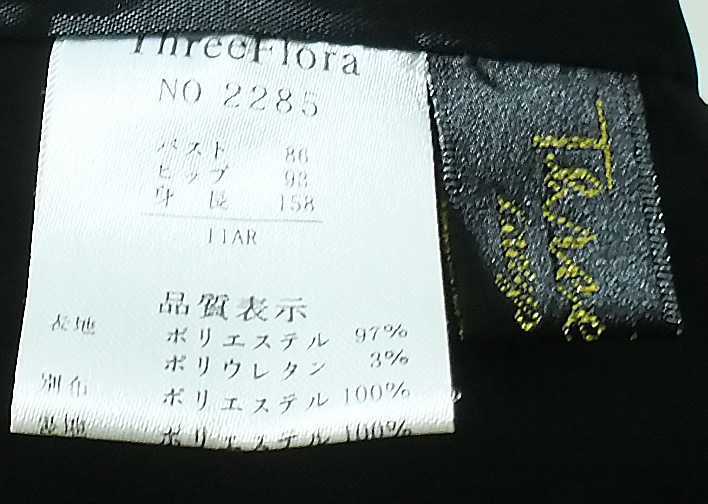 ThreeFlora
NO 2285
バスト 86
ヒップ 93
身長 158
11AR
品質表示
表地 ポリエステル 97%
ポリウレタン 3%
別布 ポリエステル 100%
ポリエステル 100%